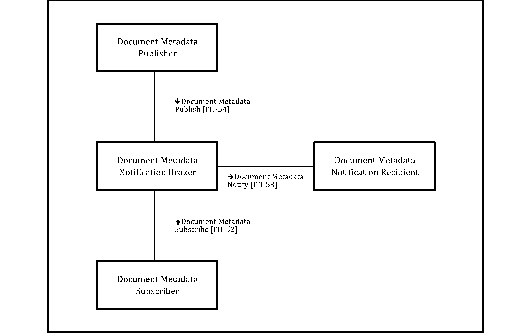 Document Metadata
Publisher
↓Document Metadata
Publish [ITI-54]
Document Metadata
Notification Broker
Document Metadata
Notification Recipient
→Document Metadata
Notify [ITI-53]
↑Document Metadata
Subscribe [ITI-52]
Document Metadata
Subscriber